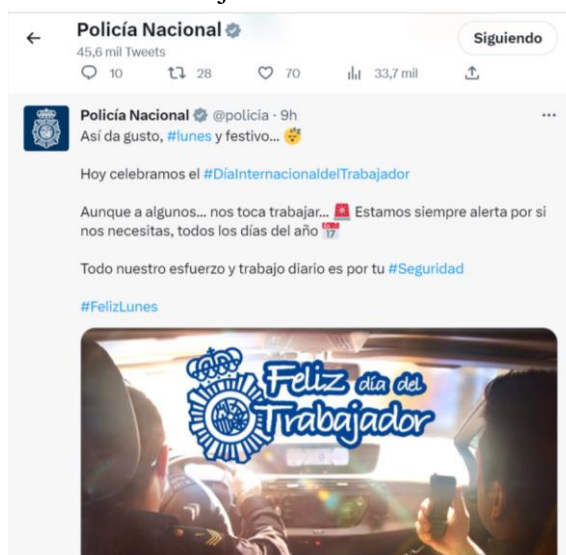 Policía Nacional
45,6 mil Tweets
Siguiendo
10 28 70 33,7 mil
Policía Nacional @policia · 9h
Así da gusto, #lunes y festivo... 😴
Hoy celebramos el #DíaInternacionaldelTrabajador
Aunque a algunos... nos toca trabajar... 🚨 Estamos siempre alerta por si
nos necesitas, todos los días del año 📅
Todo nuestro esfuerzo y trabajo diario es por tu #Seguridad
#FelizLunes
Feliz día del
Trabajador